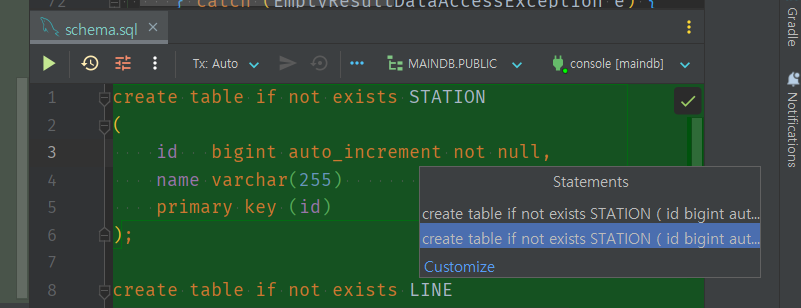 72 } catch (EmptyResultDataAccessException e) {
schema.sql
Tx: Auto
MAINDB.PUBLIC
console [maindb]
1 create table if not exists STATION
2 (
3 id bigint auto_increment not null,
4 name varchar(255)
5 primary key (id)
6 );
7
8 create table if not exists LINE
Statements
create table if not exists STATION ( id bigint aut...
create table if not exists STATION ( id bigint aut...
Customize
Gradle
Notifications